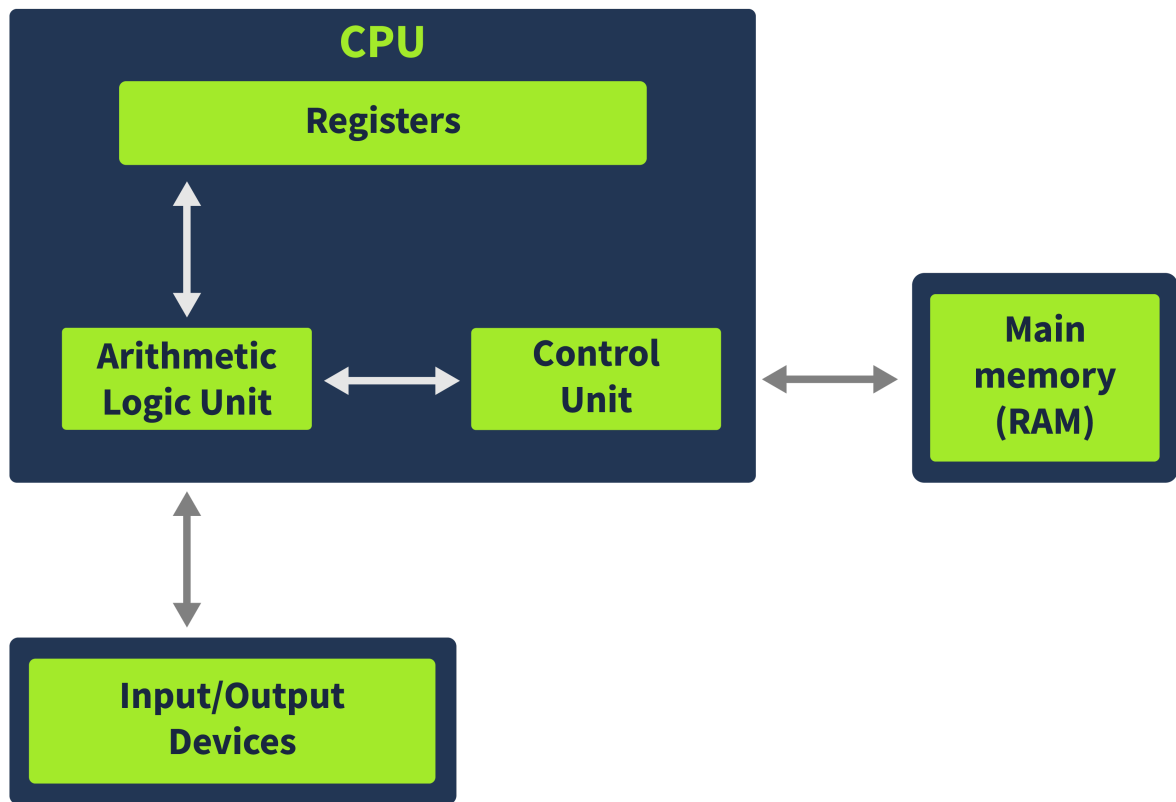 CPU
Registers
Arithmetic
Logic Unit
Control
Unit
Main
memory
(RAM)
Input/Output
Devices